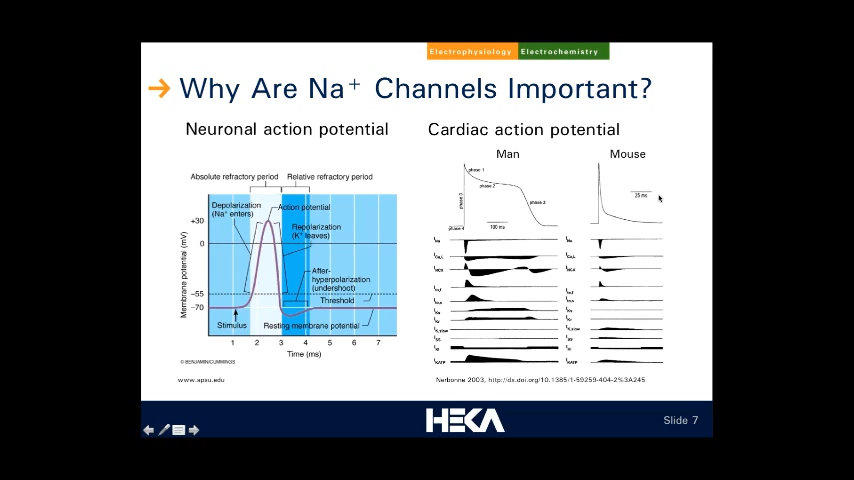 Electrophysiology Electrochemistry
Why Are Na⁺ Channels Important?
Neuronal action potential
Cardiac action potential
Man
Mouse
Absolute refractory period
Relative refractory period
Depolarization
(Na⁺ enters)
Action potential
Repolarization
(K⁺ leaves)
After-
hyperpolarization
(undershoot)
Threshold
Stimulus
Resting membrane potential
Membrane potential (mV)
+30
0
–55
–70
1 2 3 4 5 6 7
Time (ms)
© BENJAMIN/CUMMINGS
phase 1
phase 2
phase 0
phase 3
phase 4
100 ms
25 ms
www.apsu.edu
Nerbonne 2003, http://dx.doi.org/10.1385/1-59259-404-2%3A245
HEKA
Slide 7